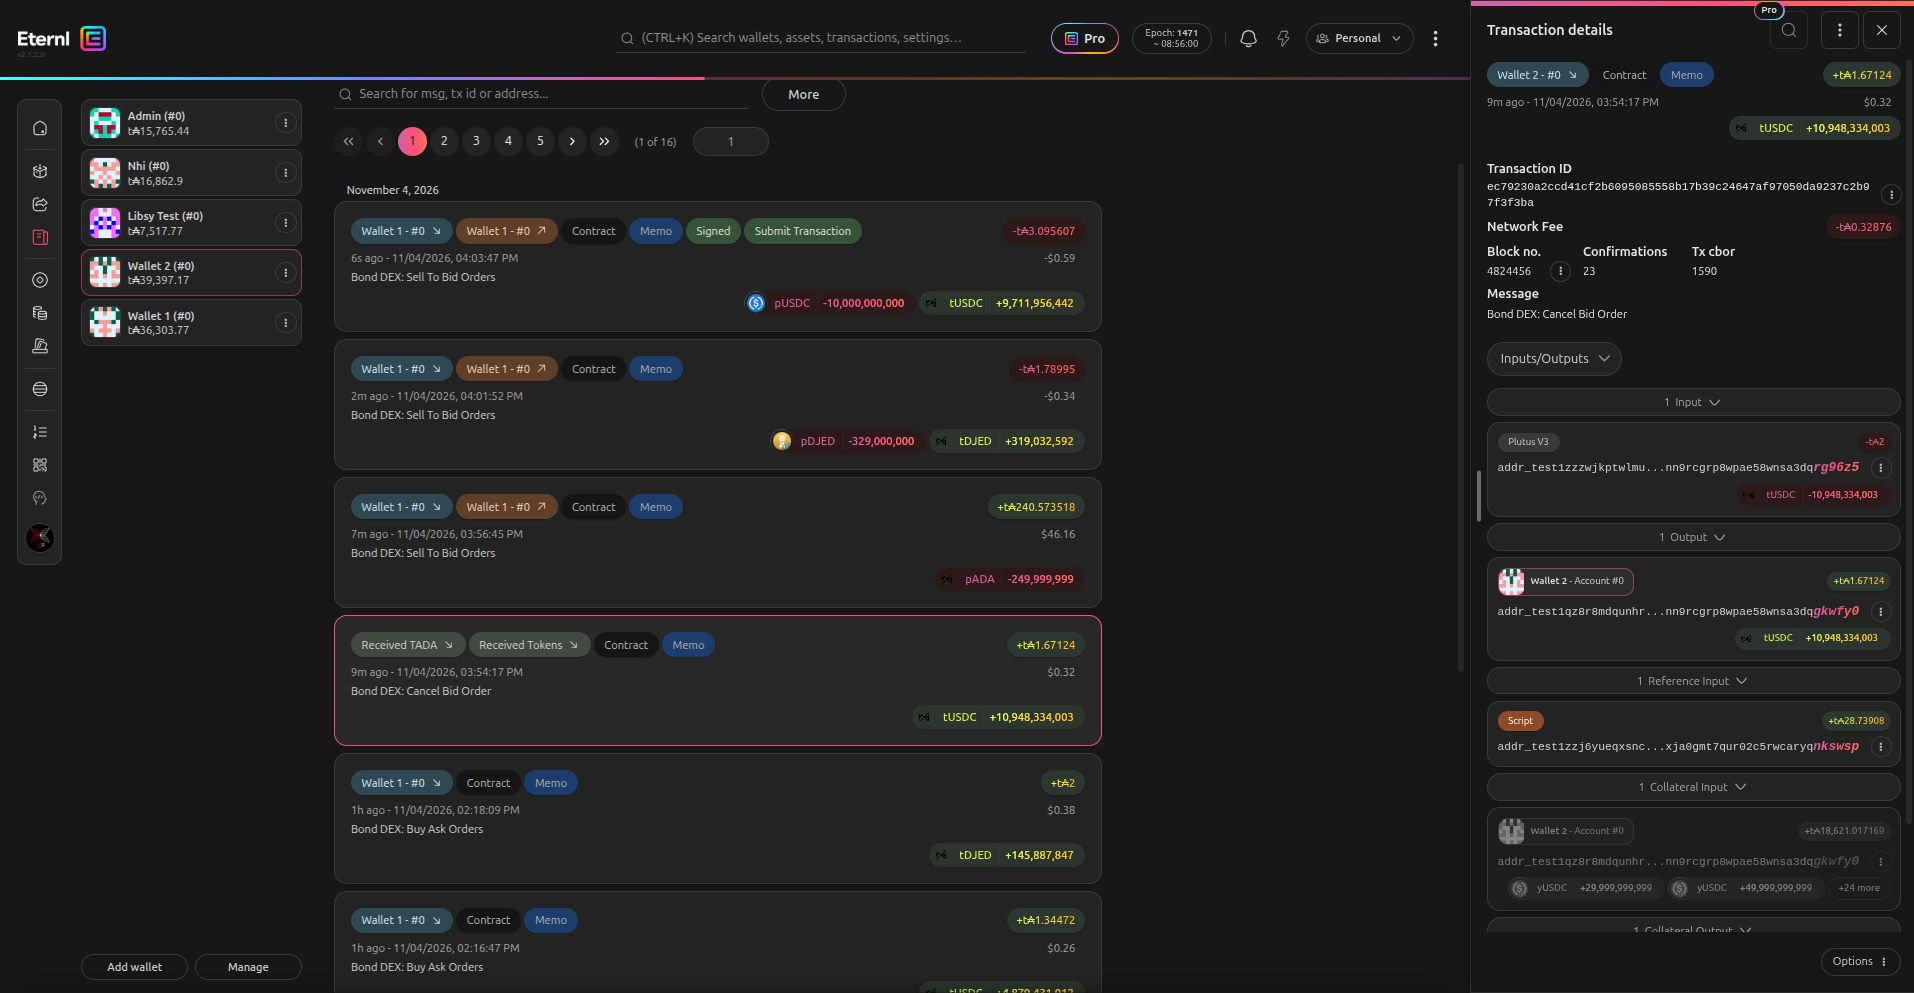 Eternl
v2.1.2.0
(CTRL+K) Search wallets, assets, transactions, settings...
Pro
Epoch: 1471
~ 08:56:00
Personal
Admin (#0)
t₳15,765.44
Nhi (#0)
t₳16,862.9
Libsy Test (#0)
t₳7,517.77
Wallet 2 (#0)
t₳39,397.17
Wallet 1 (#0)
t₳36,303.77
Add wallet
Manage
Search for msg, tx id or address...
More
« ‹ 1 2 3 4 5 › » (1 of 16) 1
November 4, 2026
Wallet 1 - #0 ↘ Wallet 1 - #0 ↗ Contract Memo Signed Submit Transaction -t₳3.095607
6s ago - 11/04/2026, 04:03:47 PM -$0.59
Bond DEX: Sell To Bid Orders
pUSDC -10,000,000,000 tUSDC +9,711,956,442
Wallet 1 - #0 ↘ Wallet 1 - #0 ↗ Contract Memo -t₳1.78995
2m ago - 11/04/2026, 04:01:52 PM -$0.34
Bond DEX: Sell To Bid Orders
pDJED -329,000,000 tDJED +319,032,592
Wallet 1 - #0 ↘ Wallet 1 - #0 ↗ Contract Memo +t₳240.573518
7m ago - 11/04/2026, 03:56:45 PM $46.16
Bond DEX: Sell To Bid Orders
pADA -249,999,999
Received TADA ↘ Received Tokens ↘ Contract Memo +t₳1.67124
9m ago - 11/04/2026, 03:54:17 PM $0.32
Bond DEX: Cancel Bid Order
tUSDC +10,948,334,003
Wallet 1 - #0 ↘ Contract Memo +t₳2
1h ago - 11/04/2026, 02:18:09 PM $0.38
Bond DEX: Buy Ask Orders
tDJED +145,887,847
Wallet 1 - #0 ↘ Contract Memo +t₳1.34472
1h ago - 11/04/2026, 02:16:47 PM $0.26
Bond DEX: Buy Ask Orders
tUSDC +4,879,431,013
Pro
Transaction details
Wallet 2 - #0 ↘ Contract Memo +t₳1.67124
9m ago - 11/04/2026, 03:54:17 PM $0.32
tUSDC +10,948,334,003
Transaction ID
ec79230a2ccd41cf2b6095085558b17b39c24647af97050da9237c2b9
7f3f3ba
Network Fee -t₳0.32876
Block no. Confirmations Tx cbor
4824456 23 1590
Message
Bond DEX: Cancel Bid Order
Inputs/Outputs
1 Input
Plutus V3 -t₳2
addr_test1zzzwjkptwlmu...nn9rcgrp8wpae58wnsa3dqrg96z5
tUSDC -10,948,334,003
1 Output
Wallet 2 - Account #0 +t₳1.67124
addr_test1qz8r8mdqunhr...nn9rcgrp8wpae58wnsa3dqgkwfy0
tUSDC +10,948,334,003
1 Reference Input
Script +t₳28.73908
addr_test1zzj6yueqxsnc...xja0gmt7qur02c5rwcaryqnkswsp
1 Collateral Input
Wallet 2 - Account #0 +t₳18,621.017169
addr_test1qz8r8mdqunhr...nn9rcgrp8wpae58wnsa3dqgkwfy0
yUSDC +29,999,999,999 yUSDC +49,999,999,999 +24 more
1 Collateral Output
Options